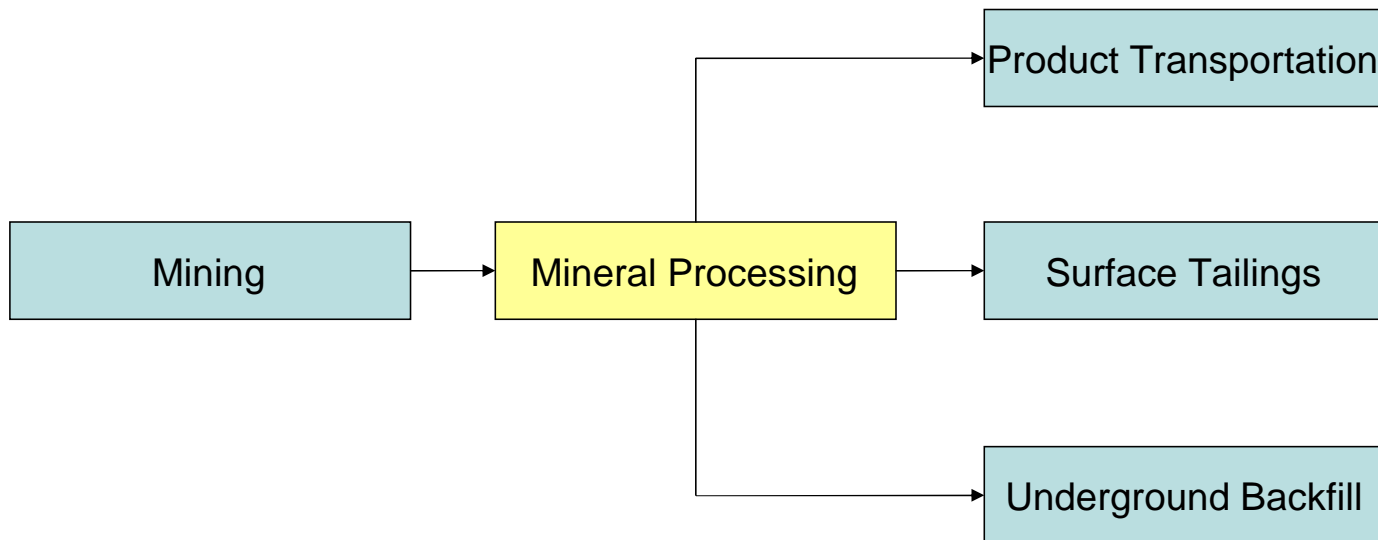 Product Transportation
Mining
Mineral Processing
Surface Tailings
Underground Backfill